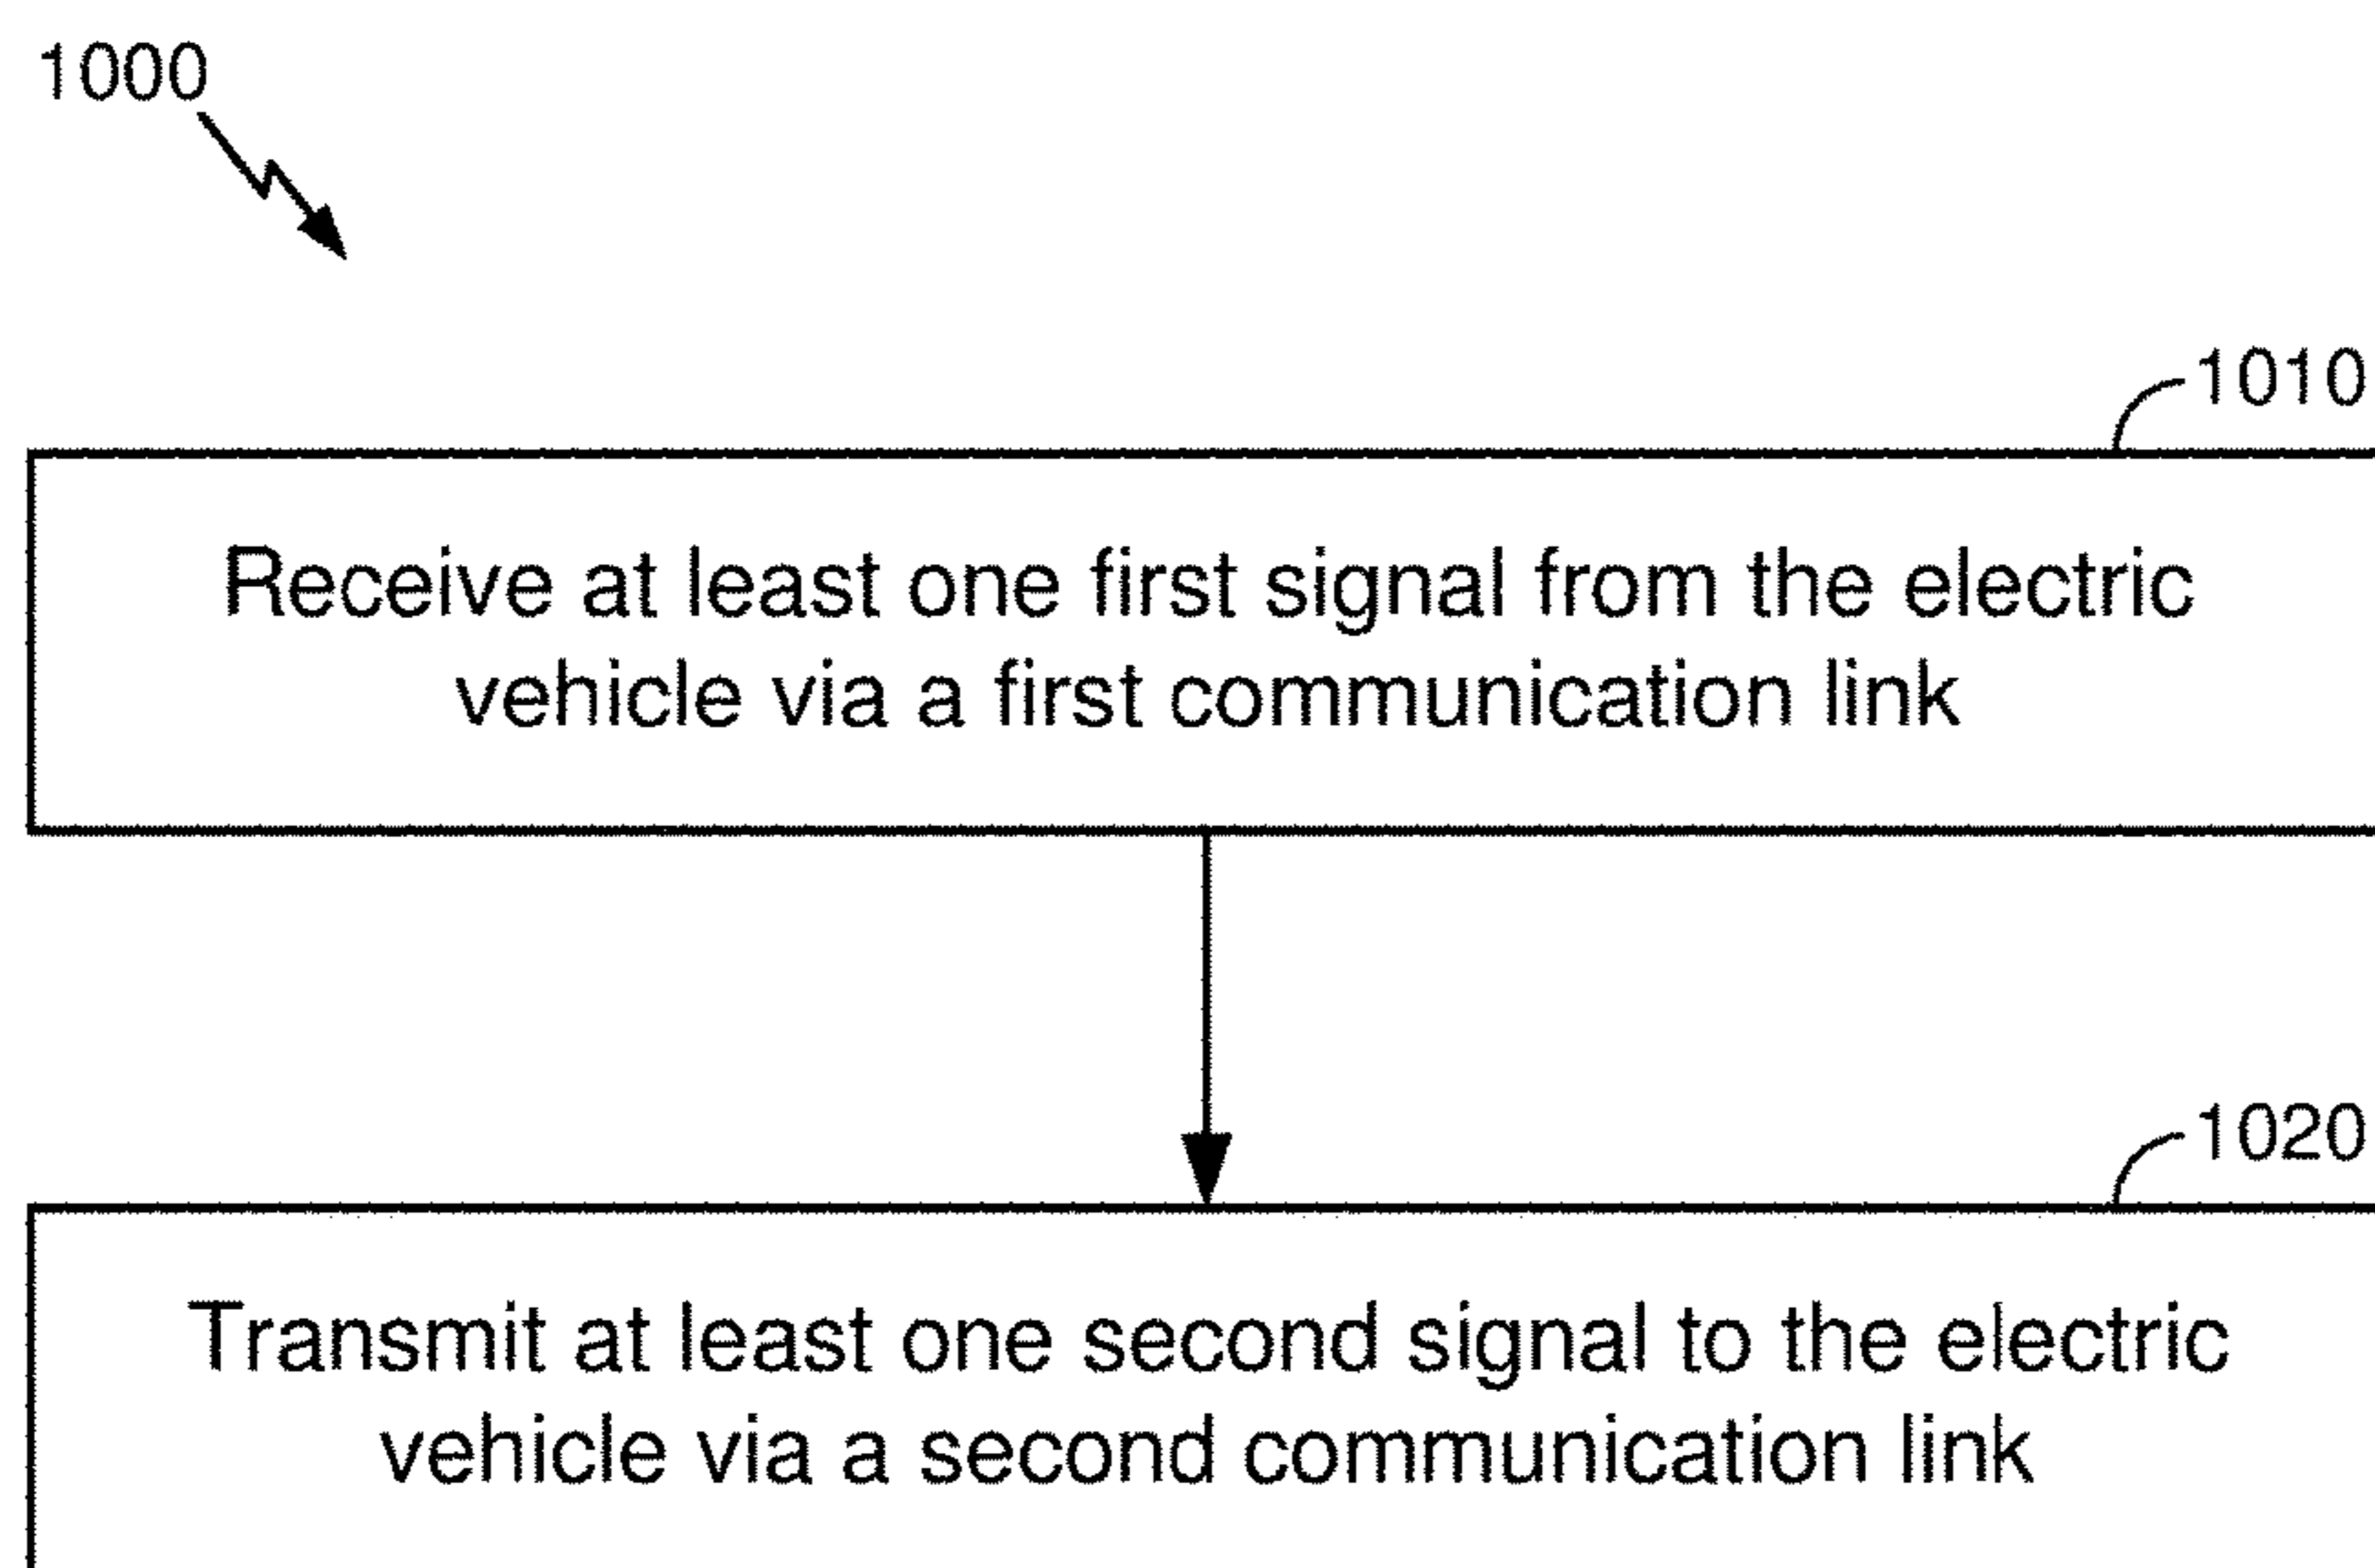 1000
1010
Receive at least one first signal from the electric
vehicle via a first communication link
1020
Transmit at least one second signal to the electric
vehicle via a second communication link